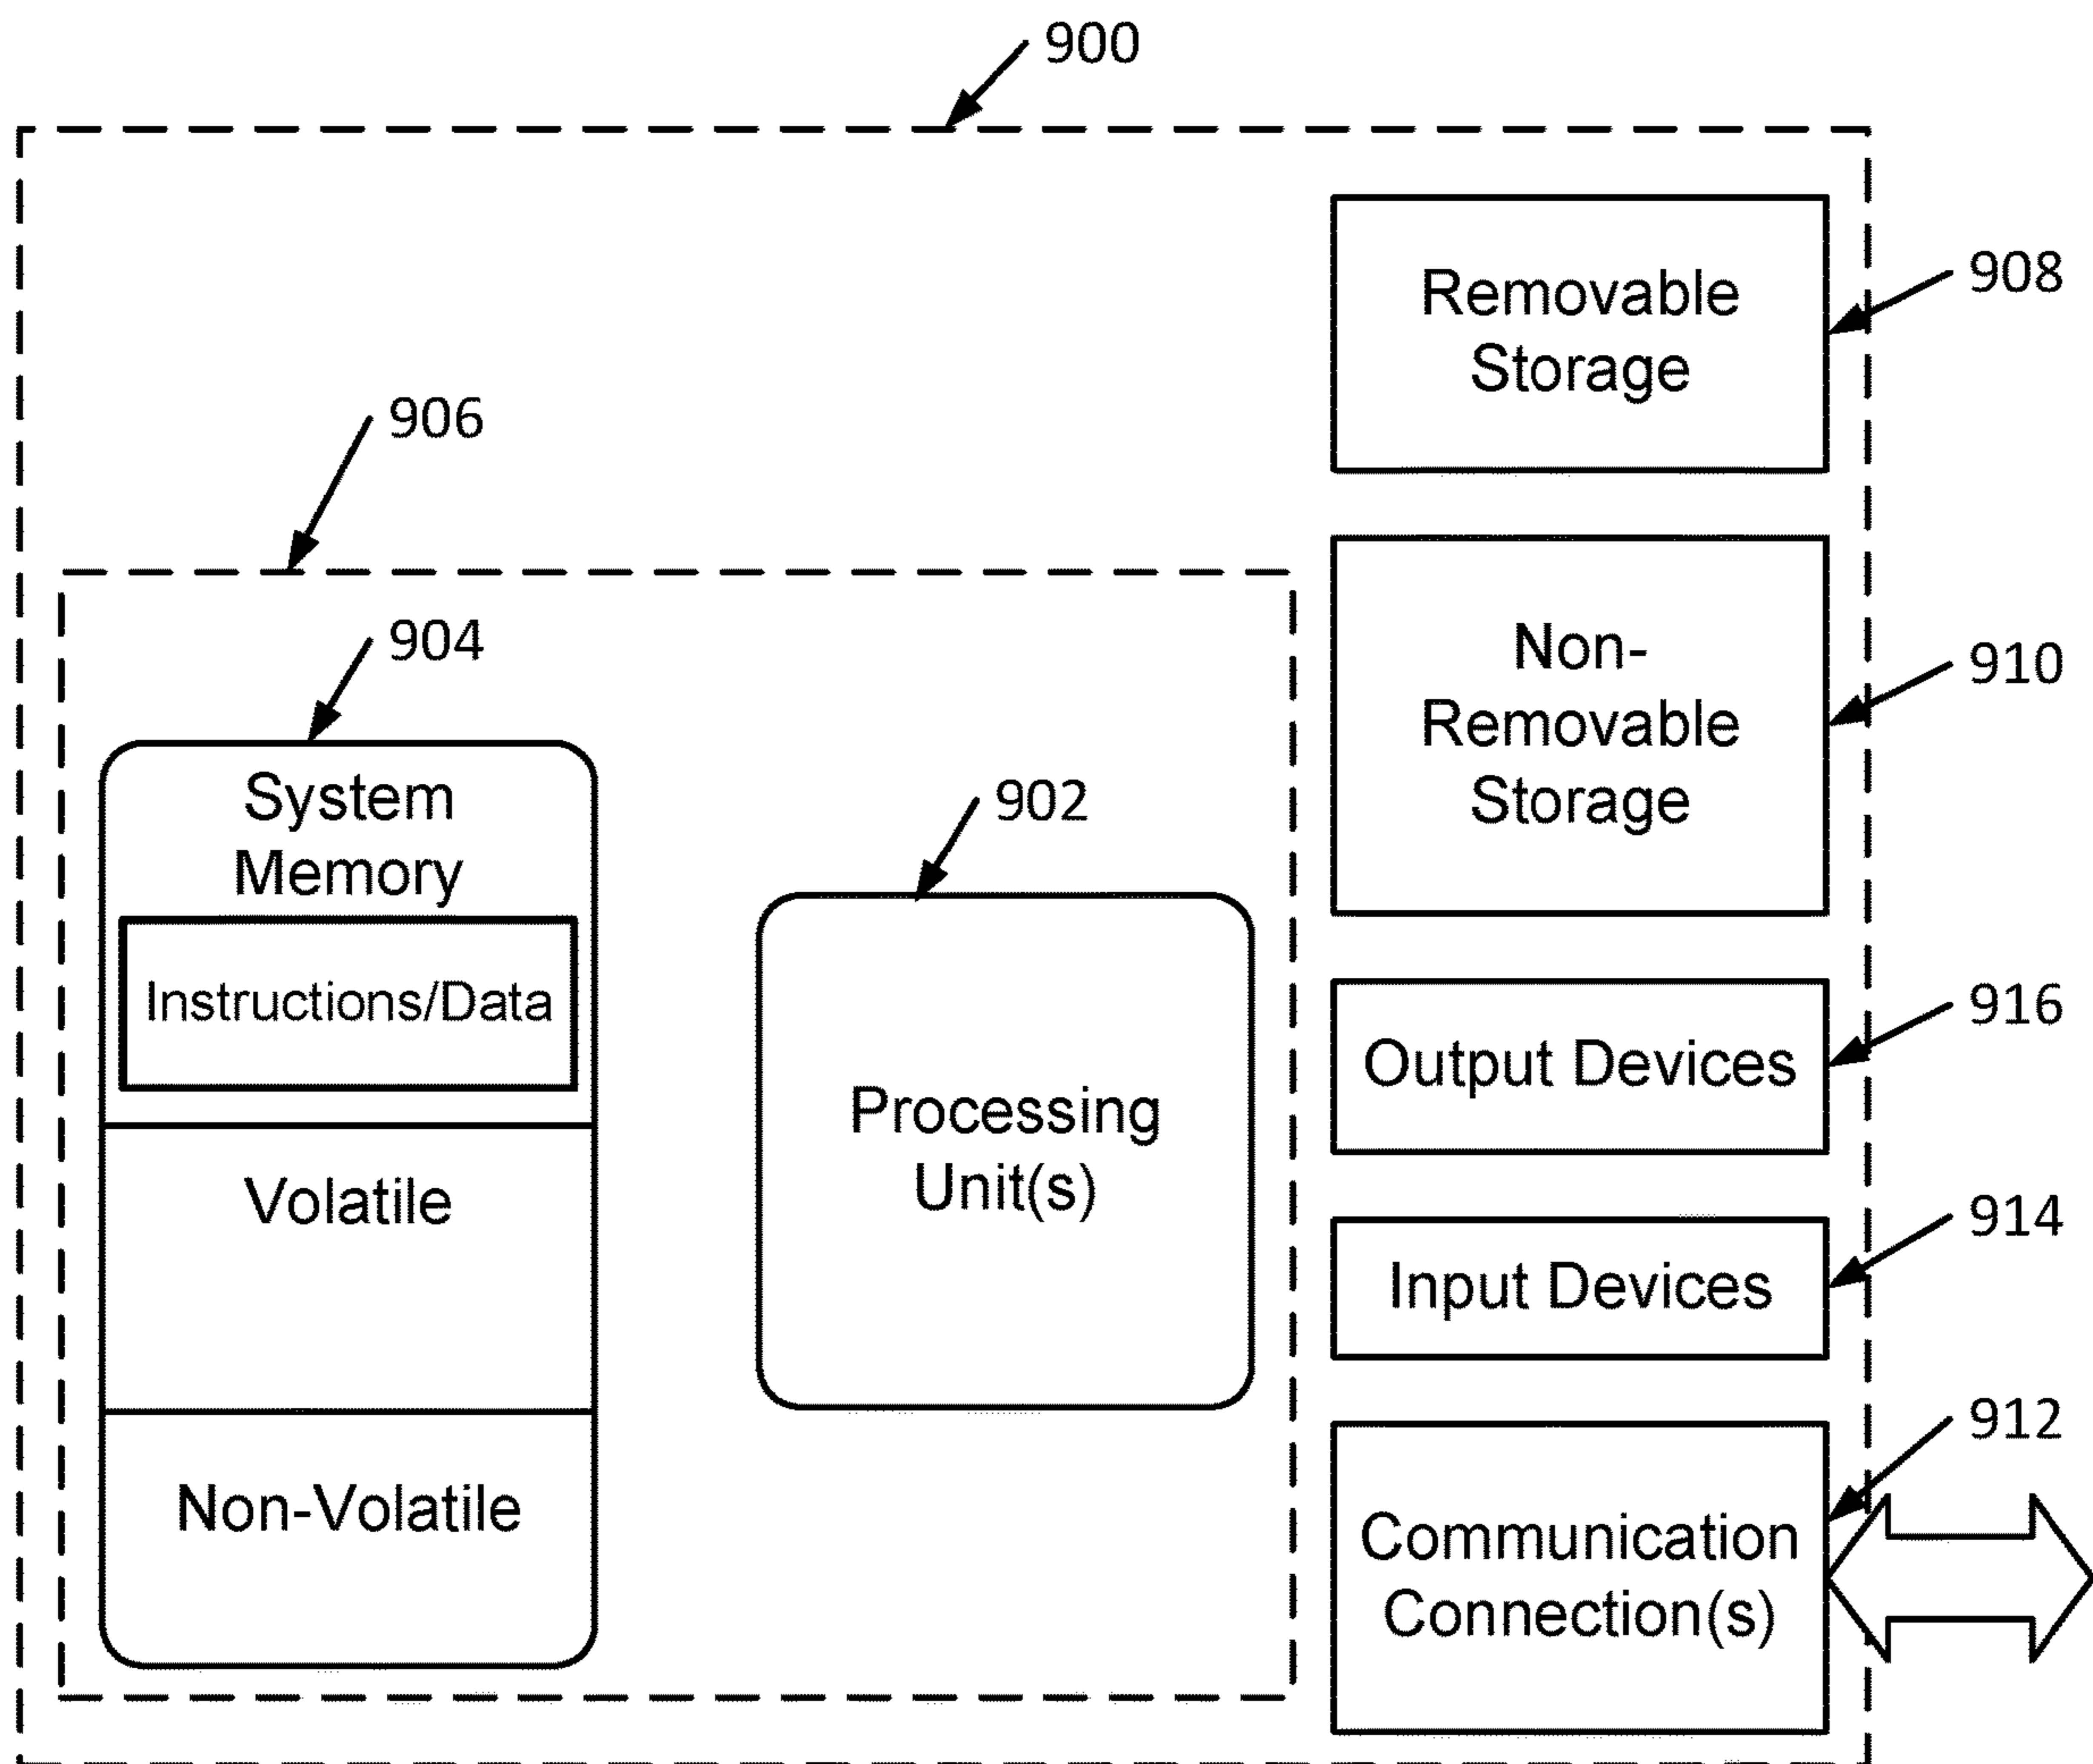 900
Removable
Storage
908
906
Non-
Removable
Storage
910
904
System
Memory
Instructions/Data
Volatile
Non-Volatile
902
Processing
Unit(s)
Output Devices
916
Input Devices
914
Communication
Connection(s)
912